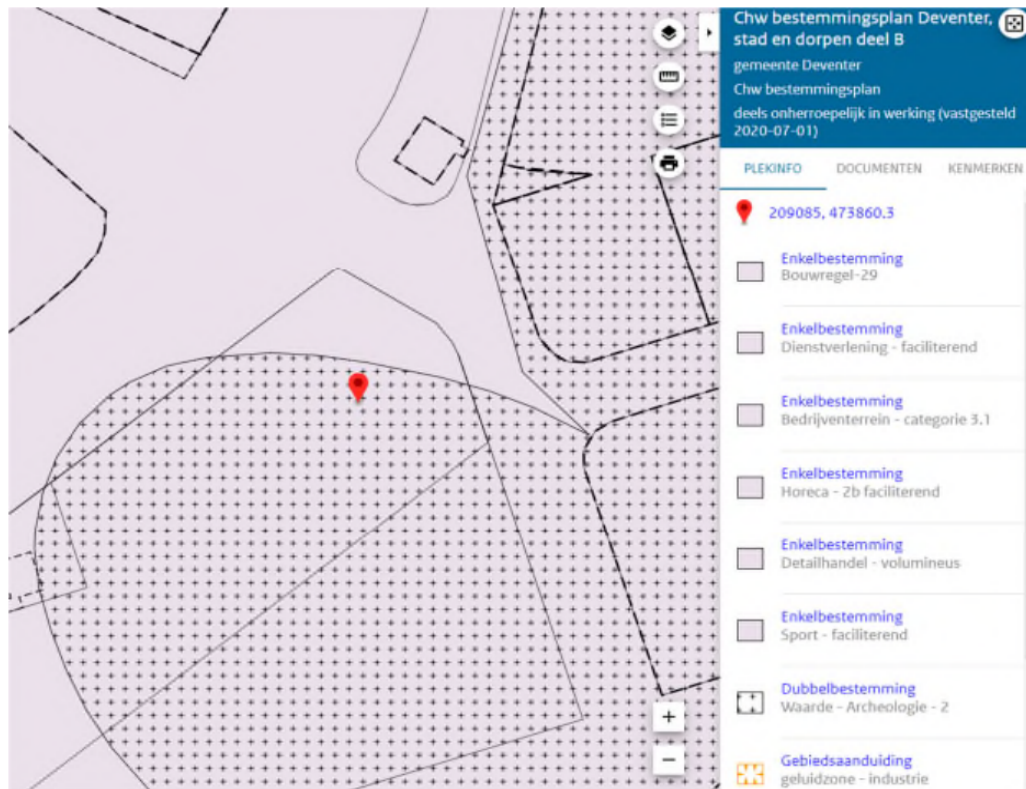 Chw bestemmingsplan Deventer,
stad en dorpen deel B
gemeente Deventer
Chw bestemmingsplan
deels onherroepelijk in werking (vastgesteld
2020-07-01)
PLEKINFO DOCUMENTEN KENMERKEN
209085, 473860.3
Enkelbestemming
Bouwregel-29
Enkelbestemming
Dienstverlening - faciliterend
Enkelbestemming
Bedrijventerrein - categorie 3.1
Enkelbestemming
Horeca - 2b faciliterend
Enkelbestemming
Detailhandel - volumineus
Enkelbestemming
Sport - faciliterend
Dubbelbestemming
Waarde - Archeologie - 2
Gebiedsaanduiding
geluidzone - industrie